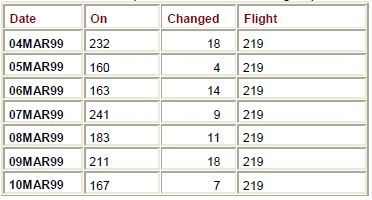 Date On Changed Flight
04MAR99 232 18 219
05MAR99 160 4 219
06MAR99 163 14 219
07MAR99 241 9 219
08MAR99 183 11 219
09MAR99 211 18 219
10MAR99 167 7 219